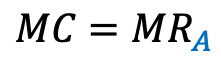 MC = MR_A